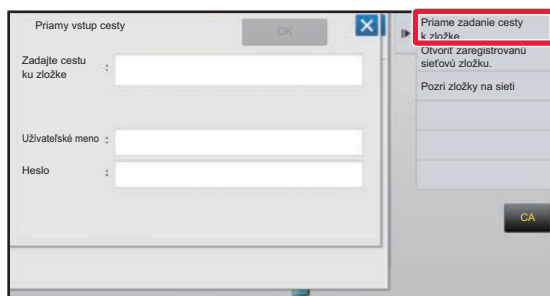 Priamy vstup cesty
OK
Zadajte cestu
ku zložke :
Užívateľské meno :
Heslo :
Priame zadanie cesty
k zložke
Otvoriť zaregistrovanú
sieťovú zložku.
Pozri zložky na sieti
CA